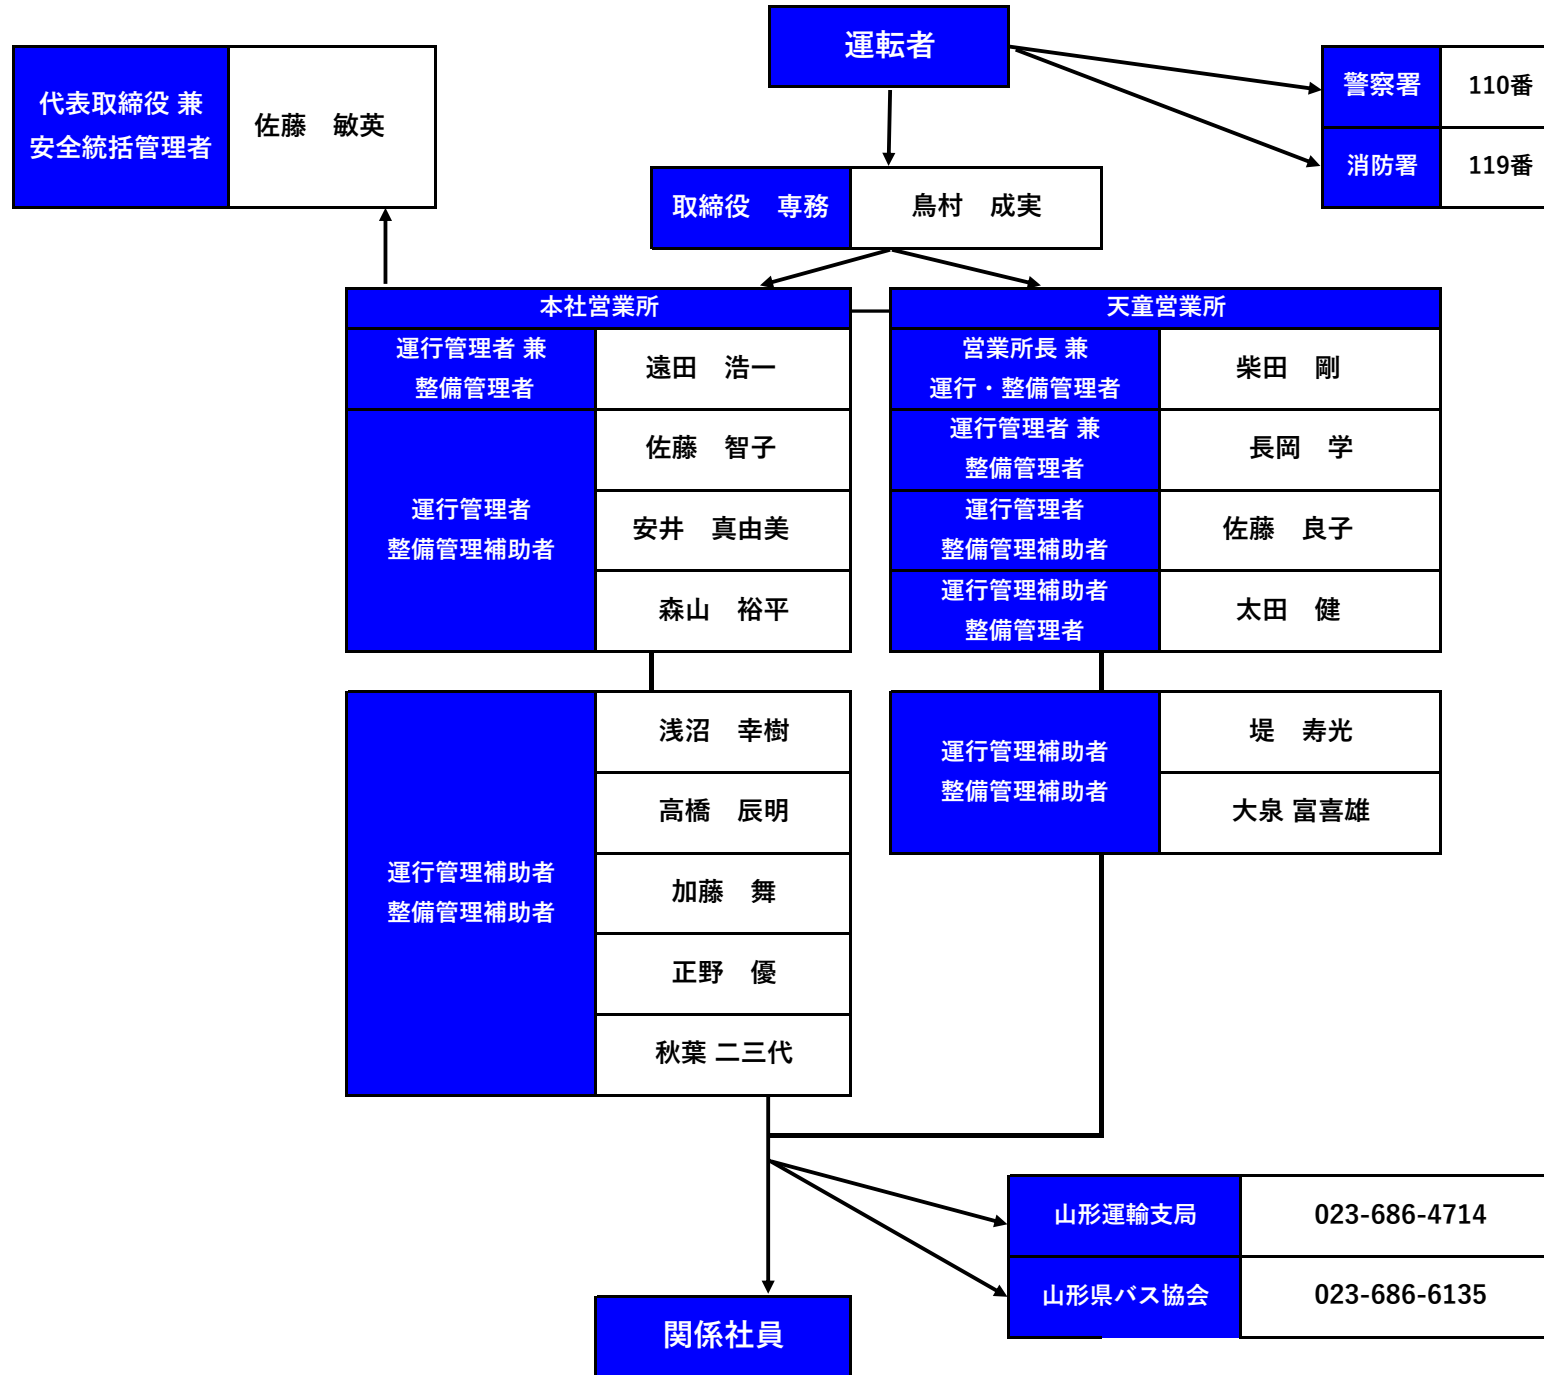 運転者
代表取締役 兼
安全統括管理者
佐藤　敏英
警察署
110番
消防署
119番
取締役　専務
鳥村　成実
本社営業所
運行管理者 兼
整備管理者
遠田　浩一
運行管理者
整備管理補助者
佐藤　智子
安井　真由美
森山　裕平
天童営業所
営業所長 兼
運行・整備管理者
柴田　剛
運行管理者 兼
整備管理者
長岡　学
運行管理者
整備管理補助者
佐藤　良子
運行管理補助者
整備管理者
太田　健
運行管理補助者
整備管理補助者
浅沼　幸樹
高橋　辰明
加藤　舞
正野　優
秋葉 二三代
運行管理補助者
整備管理補助者
堤　寿光
大泉 富喜雄
山形運輸支局
023-686-4714
山形県バス協会
023-686-6135
関係社員